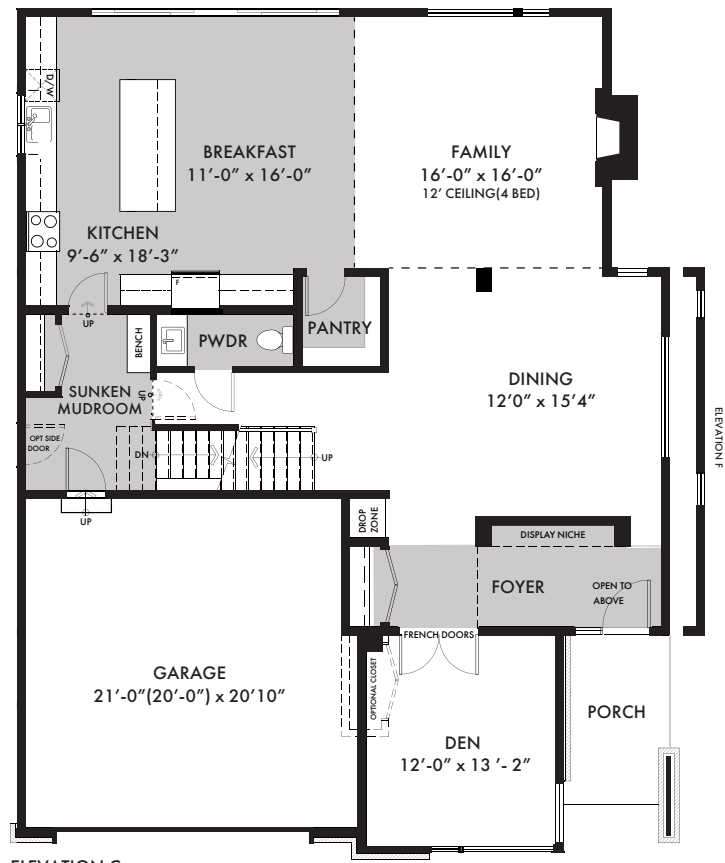 D/W
BREAKFAST
11'-0" x 16'-0"
FAMILY
16'-0" x 16'-0"
12' CEILING(4 BED)
KITCHEN
9'-6" x 18'-3"
F
UP
BENCH
PWDR
PANTRY
SUNKEN
MUDROOM
UP
DINING
12'0" x 15'4"
ELEVATION F
OPT SIDE
DOOR
DN
UP
UP
DROP
ZONE
DISPLAY NICHE
FOYER
OPEN TO
ABOVE
FRENCH DOORS
OPTIONAL CLOSET
GARAGE
21'-0"(20'-0") x 20'10"
PORCH
DEN
12'-0" x 13 '- 2"
ELEVATION C